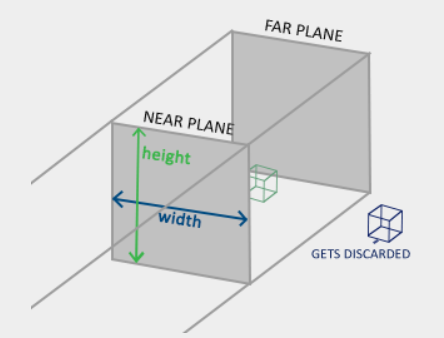 FAR PLANE
NEAR PLANE
height
width
GETS DISCARDED